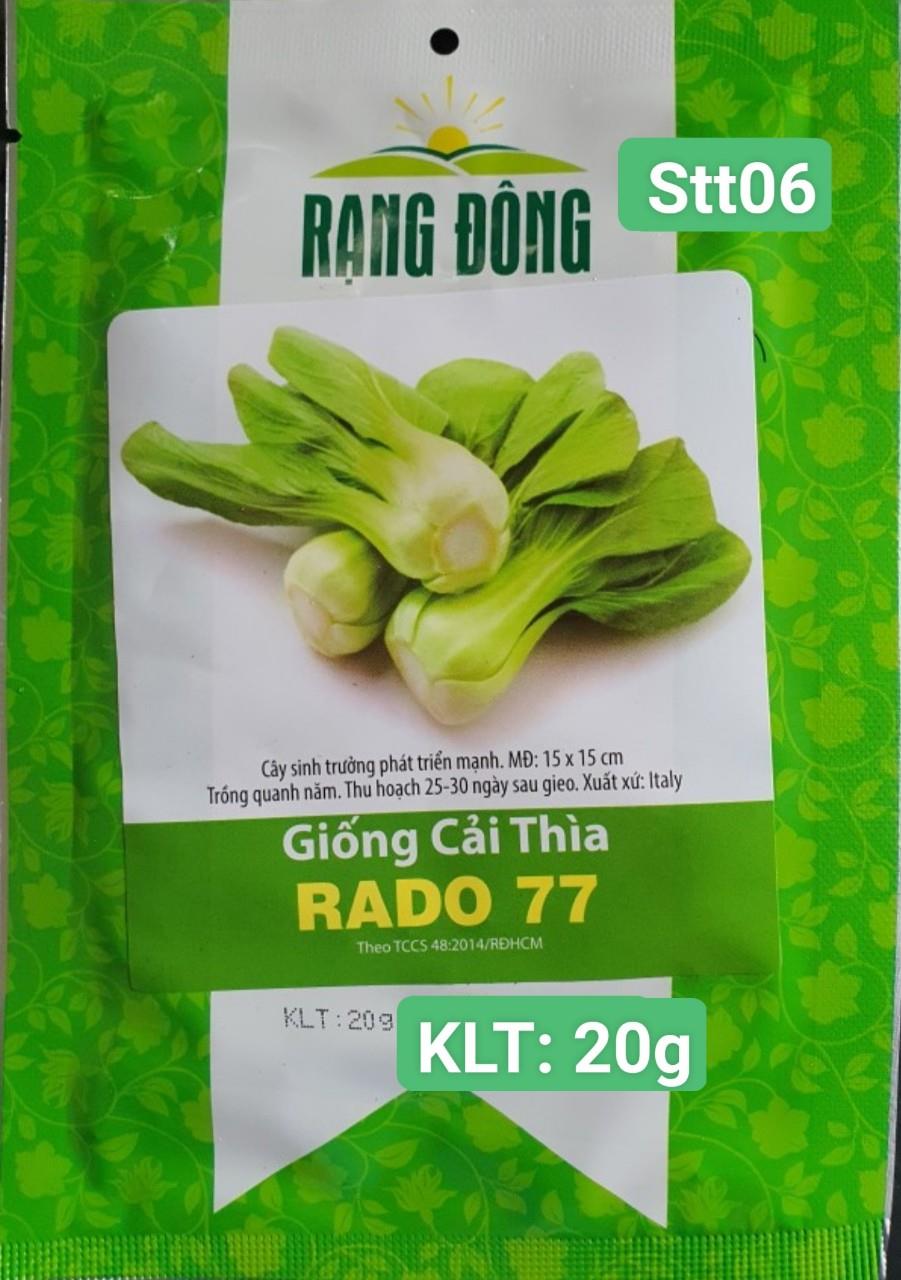 RẠNG ĐÔNG
Stt06
Cây sinh trưởng phát triển mạnh. MĐ: 15 x 15 cm
Trồng quanh năm. Thu hoạch 25-30 ngày sau gieo. Xuất xứ: Italy
Giống Cải Thìa
RADO 77
Theo TCCS 48:2014/RĐHCM
KLT:20g
KLT: 20g